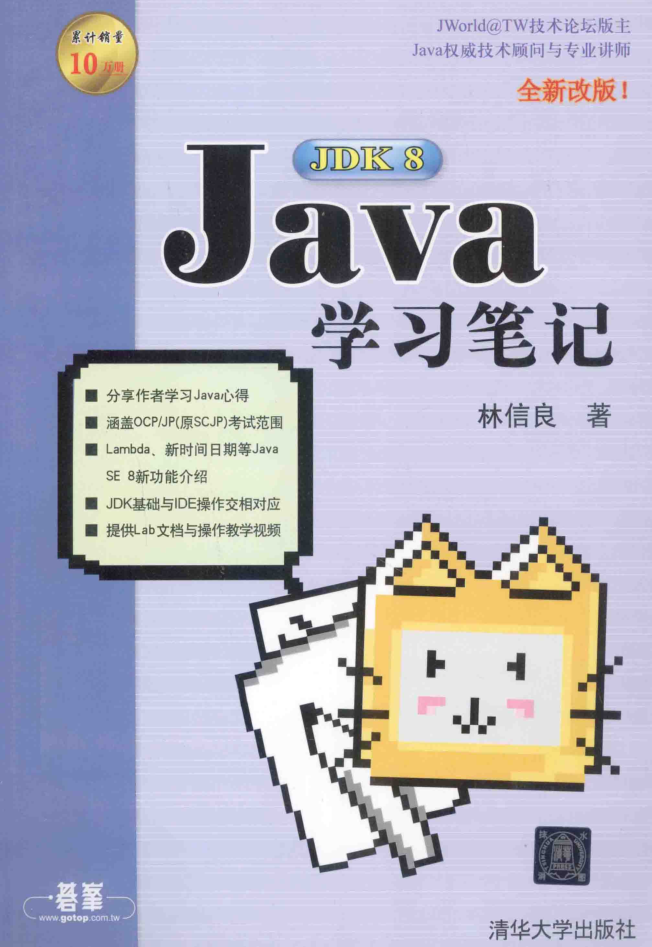 累计销量
10万册
JWorld@TW技术论坛版主
Java权威技术顾问与专业讲师
全新改版！
JDK 8
Java
学习笔记
林信良 著
分享作者学习Java心得
涵盖OCP/JP(原SCJP)考试范围
Lambda、新时间日期等Java
SE 8新功能介绍
JDK基础与IDE操作交相对应
提供Lab文档与操作教学视频
碁峯
www.gotop.com.tw
清华大学出版社